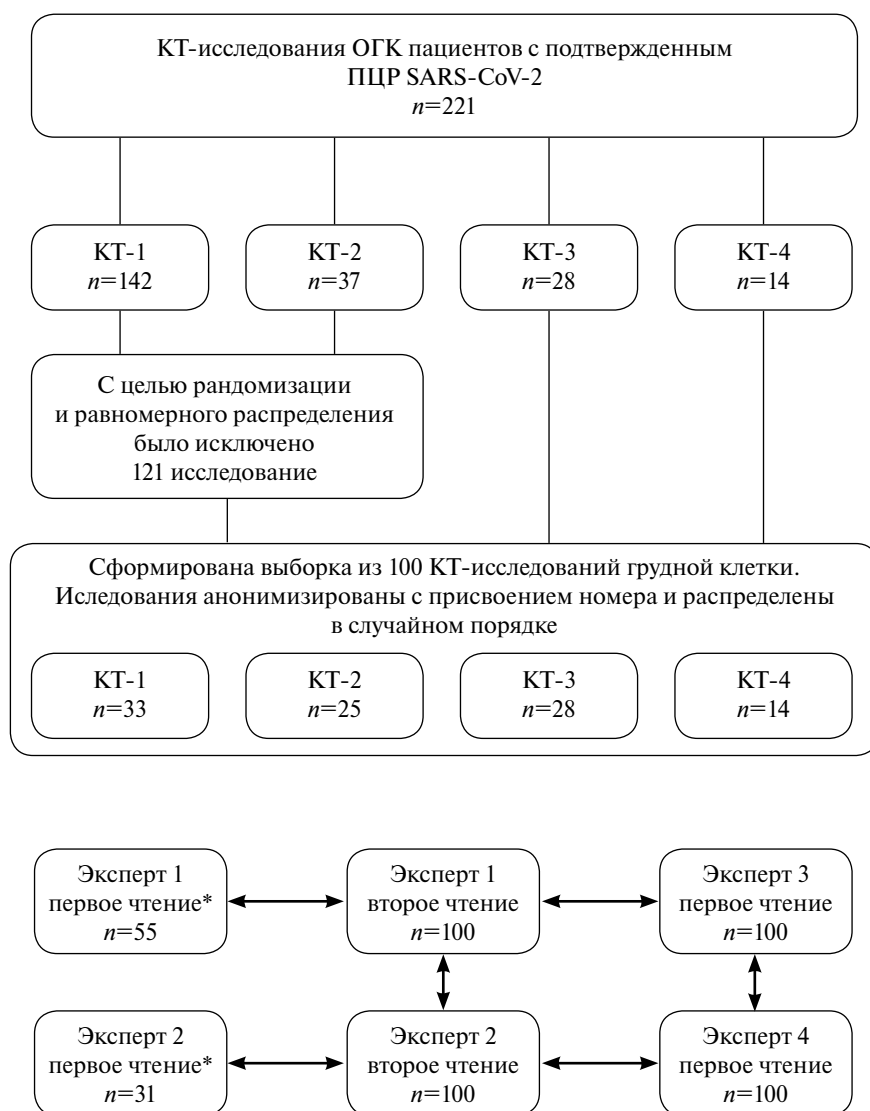 КТ-исследования ОГК пациентов с подтвержденным
ПЦР SARS-CoV-2
n=221
КТ-1
n=142
КТ-2
n=37
КТ-3
n=28
КТ-4
n=14
С целью рандомизации
и равномерного распределения
было исключено
121 исследование
Сформирована выборка из 100 КТ-исследований грудной клетки.
Иследования анонимизированы с присвоением номера и распределены
в случайном порядке
КТ-1
n=33
КТ-2
n=25
КТ-3
n=28
КТ-4
n=14
Эксперт 1
первое чтение*
n=55
Эксперт 1
второе чтение
n=100
Эксперт 3
первое чтение
n=100
Эксперт 2
первое чтение*
n=31
Эксперт 2
второе чтение
n=100
Эксперт 4
первое чтение
n=100